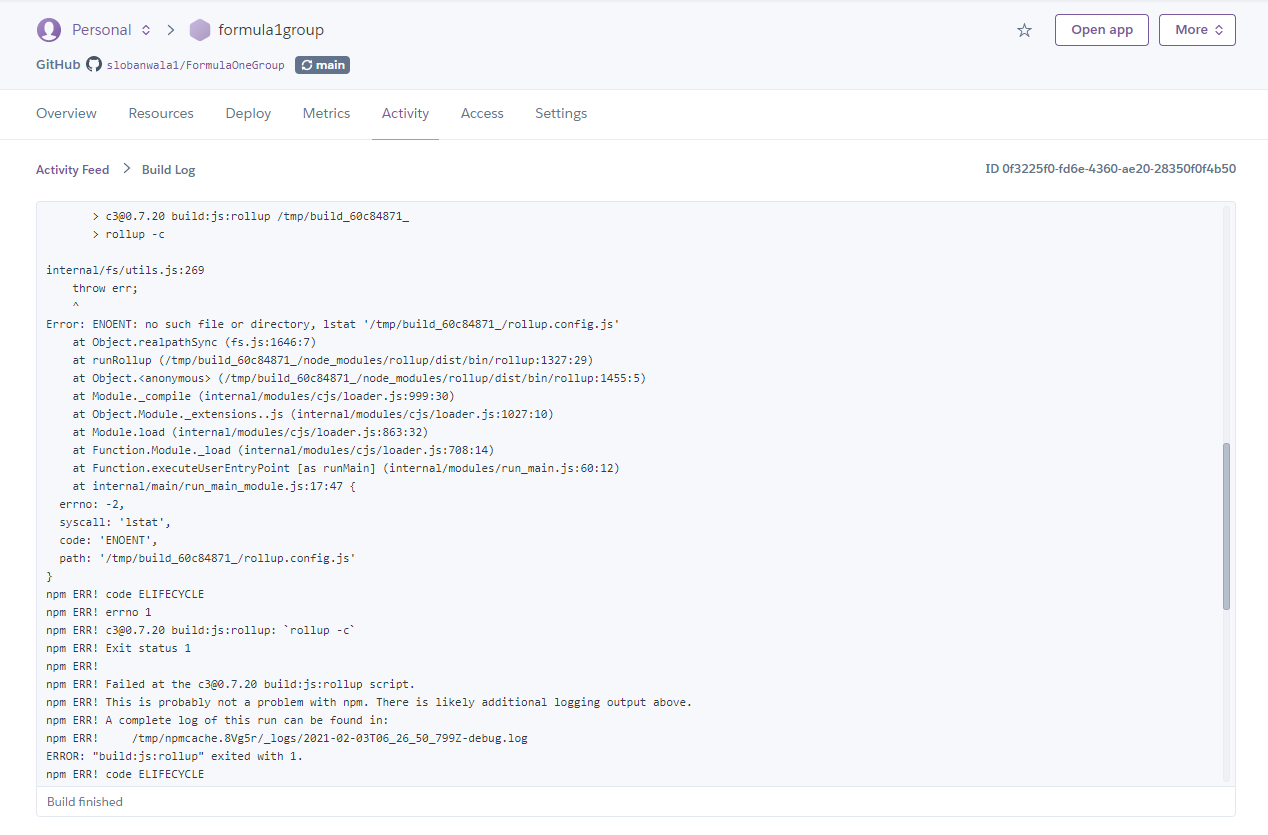 Personal formula1group Open app More
GitHub slobanwala1/FormulaOneGroup main
Overview Resources Deploy Metrics Activity Access Settings
Activity Feed Build Log ID 0f3225f0-fd6e-4360-ae20-28350f0f4b50
> c3@0.7.20 build:js:rollup /tmp/build_60c84871_
> rollup -c
internal/fs/utils.js:269
throw err;
^
Error: ENOENT: no such file or directory, lstat '/tmp/build_60c84871_/rollup.config.js'
at Object.realpathSync (fs.js:1646:7)
at runRollup (/tmp/build_60c84871_/node_modules/rollup/dist/bin/rollup:1327:29)
at Object.<anonymous> (/tmp/build_60c84871_/node_modules/rollup/dist/bin/rollup:1455:5)
at Module._compile (internal/modules/cjs/loader.js:999:30)
at Object.Module._extensions..js (internal/modules/cjs/loader.js:1027:10)
at Module.load (internal/modules/cjs/loader.js:863:32)
at Function.Module._load (internal/modules/cjs/loader.js:708:14)
at Function.executeUserEntryPoint [as runMain] (internal/modules/run_main.js:60:12)
at internal/main/run_main_module.js:17:47 {
errno: -2,
syscall: 'lstat',
code: 'ENOENT',
path: '/tmp/build_60c84871_/rollup.config.js'
}
npm ERR! code ELIFECYCLE
npm ERR! errno 1
npm ERR! c3@0.7.20 build:js:rollup: `rollup -c`
npm ERR! Exit status 1
npm ERR!
npm ERR! Failed at the c3@0.7.20 build:js:rollup script.
npm ERR! This is probably not a problem with npm. There is likely additional logging output above.
npm ERR! A complete log of this run can be found in:
npm ERR!     /tmp/npmcache.8Vg5r/_logs/2021-02-03T06_26_50_799Z-debug.log
ERROR: "build:js:rollup" exited with 1.
npm ERR! code ELIFECYCLE
Build finished